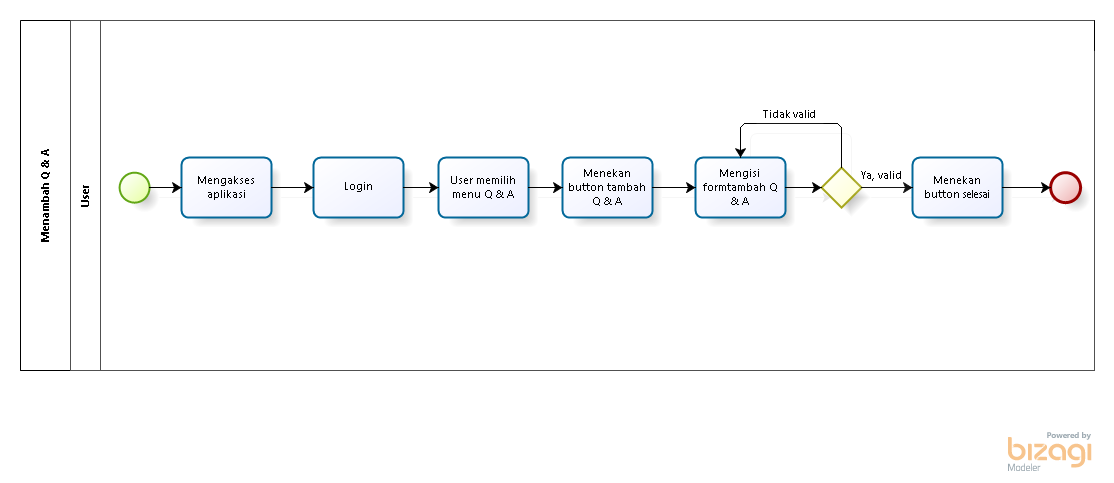 Menambah Q & A
User
Mengakses
aplikasi
Login
User memilih
menu Q & A
Menekan
button tambah
Q & A
Mengisi
formtambah Q
& A
Tidak valid
Ya, valid
Menekan
button selesai
Powered by
bizagi
Modeler